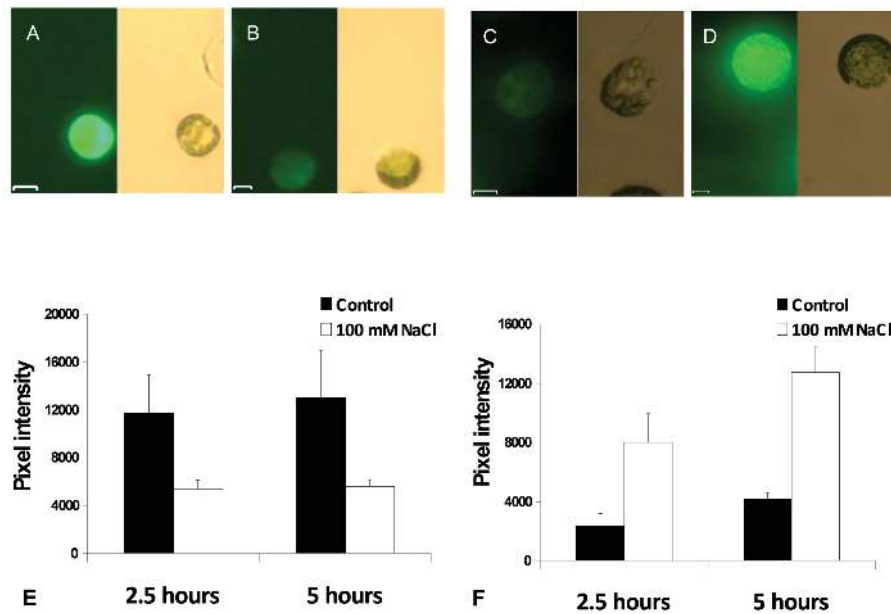 A
B
C
D
Control
100 mM NaCl
20000
16000
12000
8000
4000
0
Pixel intensity
2.5 hours
5 hours
E
Control
100 mM NaCl
16000
12000
8000
4000
0
Pixel intensity
2.5 hours
5 hours
F